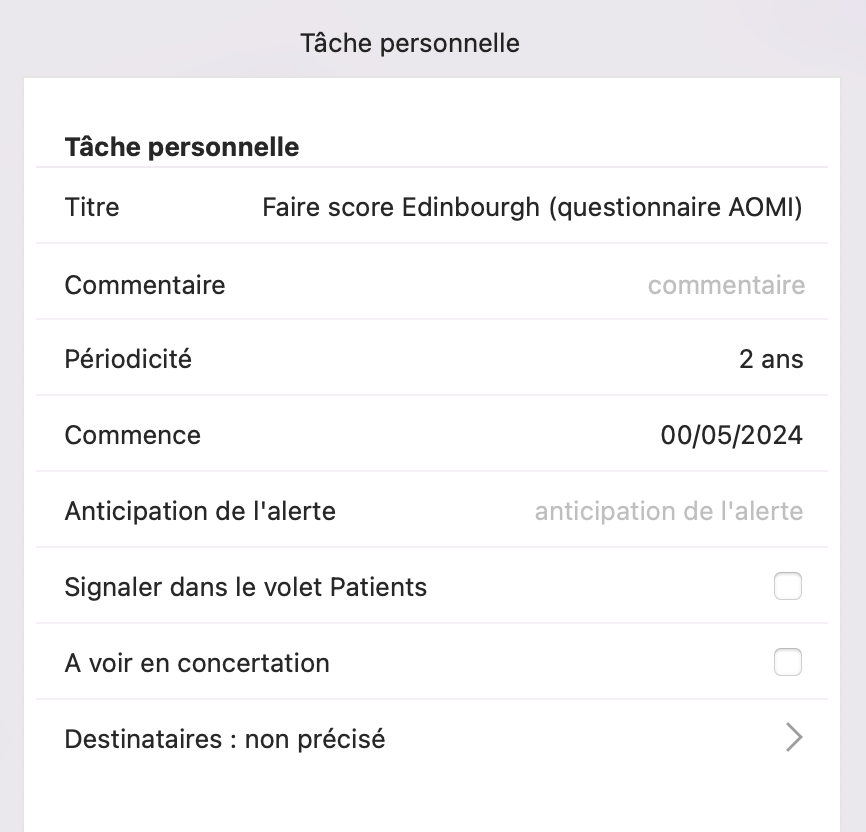 Tâche personnelle
Tâche personnelle
Titre Faire score Edinbourgh (questionnaire AOMI)
Commentaire commentaire
Périodicité 2 ans
Commence 00/05/2024
Anticipation de l'alerte anticipation de l'alerte
Signaler dans le volet Patients
A voir en concertation
Destinataires : non précisé